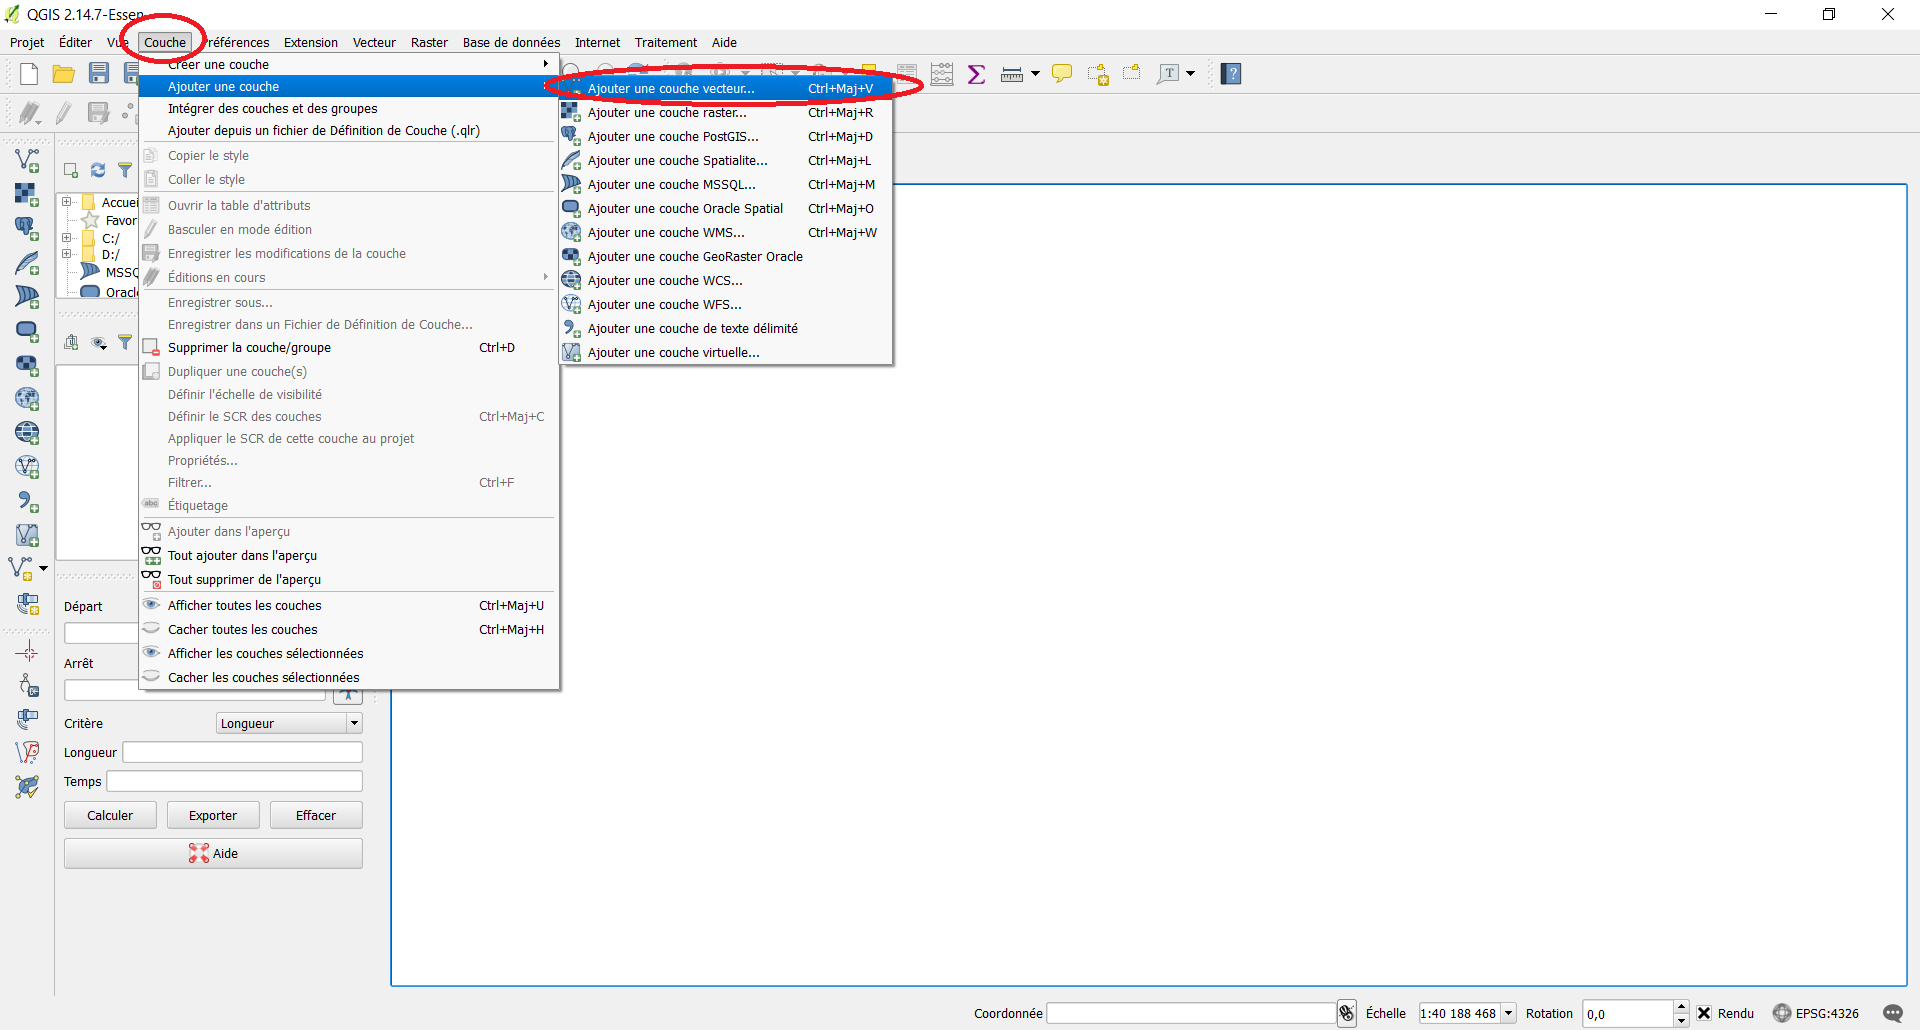 QGIS 2.14.7-Essen
Projet Éditer Vue Couche Préférences Extension Vecteur Raster Base de données Internet Traitement Aide
Créer une couche
Ajouter une couche
Intégrer des couches et des groupes
Ajouter depuis un fichier de Définition de Couche (.qlr)
Copier le style
Coller le style
Ouvrir la table d'attributs
Basculer en mode édition
Enregistrer les modifications de la couche
Éditions en cours
Enregistrer sous...
Enregistrer dans un Fichier de Définition de Couche...
Supprimer la couche/groupe Ctrl+D
Dupliquer une couche(s)
Définir l'échelle de visibilité
Définir le SCR des couches Ctrl+Maj+C
Appliquer le SCR de cette couche au projet
Propriétés...
Filtrer... Ctrl+F
abc Étiquetage
Ajouter dans l'aperçu
Tout ajouter dans l'aperçu
Tout supprimer de l'aperçu
Afficher toutes les couches Ctrl+Maj+U
Cacher toutes les couches Ctrl+Maj+H
Afficher les couches sélectionnées
Cacher les couches sélectionnées
Ajouter une couche vecteur... Ctrl+Maj+V
Ajouter une couche raster... Ctrl+Maj+R
Ajouter une couche PostGIS... Ctrl+Maj+D
Ajouter une couche Spatialite... Ctrl+Maj+L
Ajouter une couche MSSQL... Ctrl+Maj+M
Ajouter une couche Oracle Spatial Ctrl+Maj+O
Ajouter une couche WMS... Ctrl+Maj+W
Ajouter une couche GeoRaster Oracle
Ajouter une couche WCS...
Ajouter une couche WFS...
Ajouter une couche de texte délimité
Ajouter une couche virtuelle...
Accuei
Favor
C:/
D:/
MSSQ
Oracle
Départ
Arrêt
Critère Longueur
Longueur
Temps
Calculer Exporter Effacer
Aide
Coordonnée Échelle 1:40 188 468 Rotation 0,0 Rendu EPSG:4326